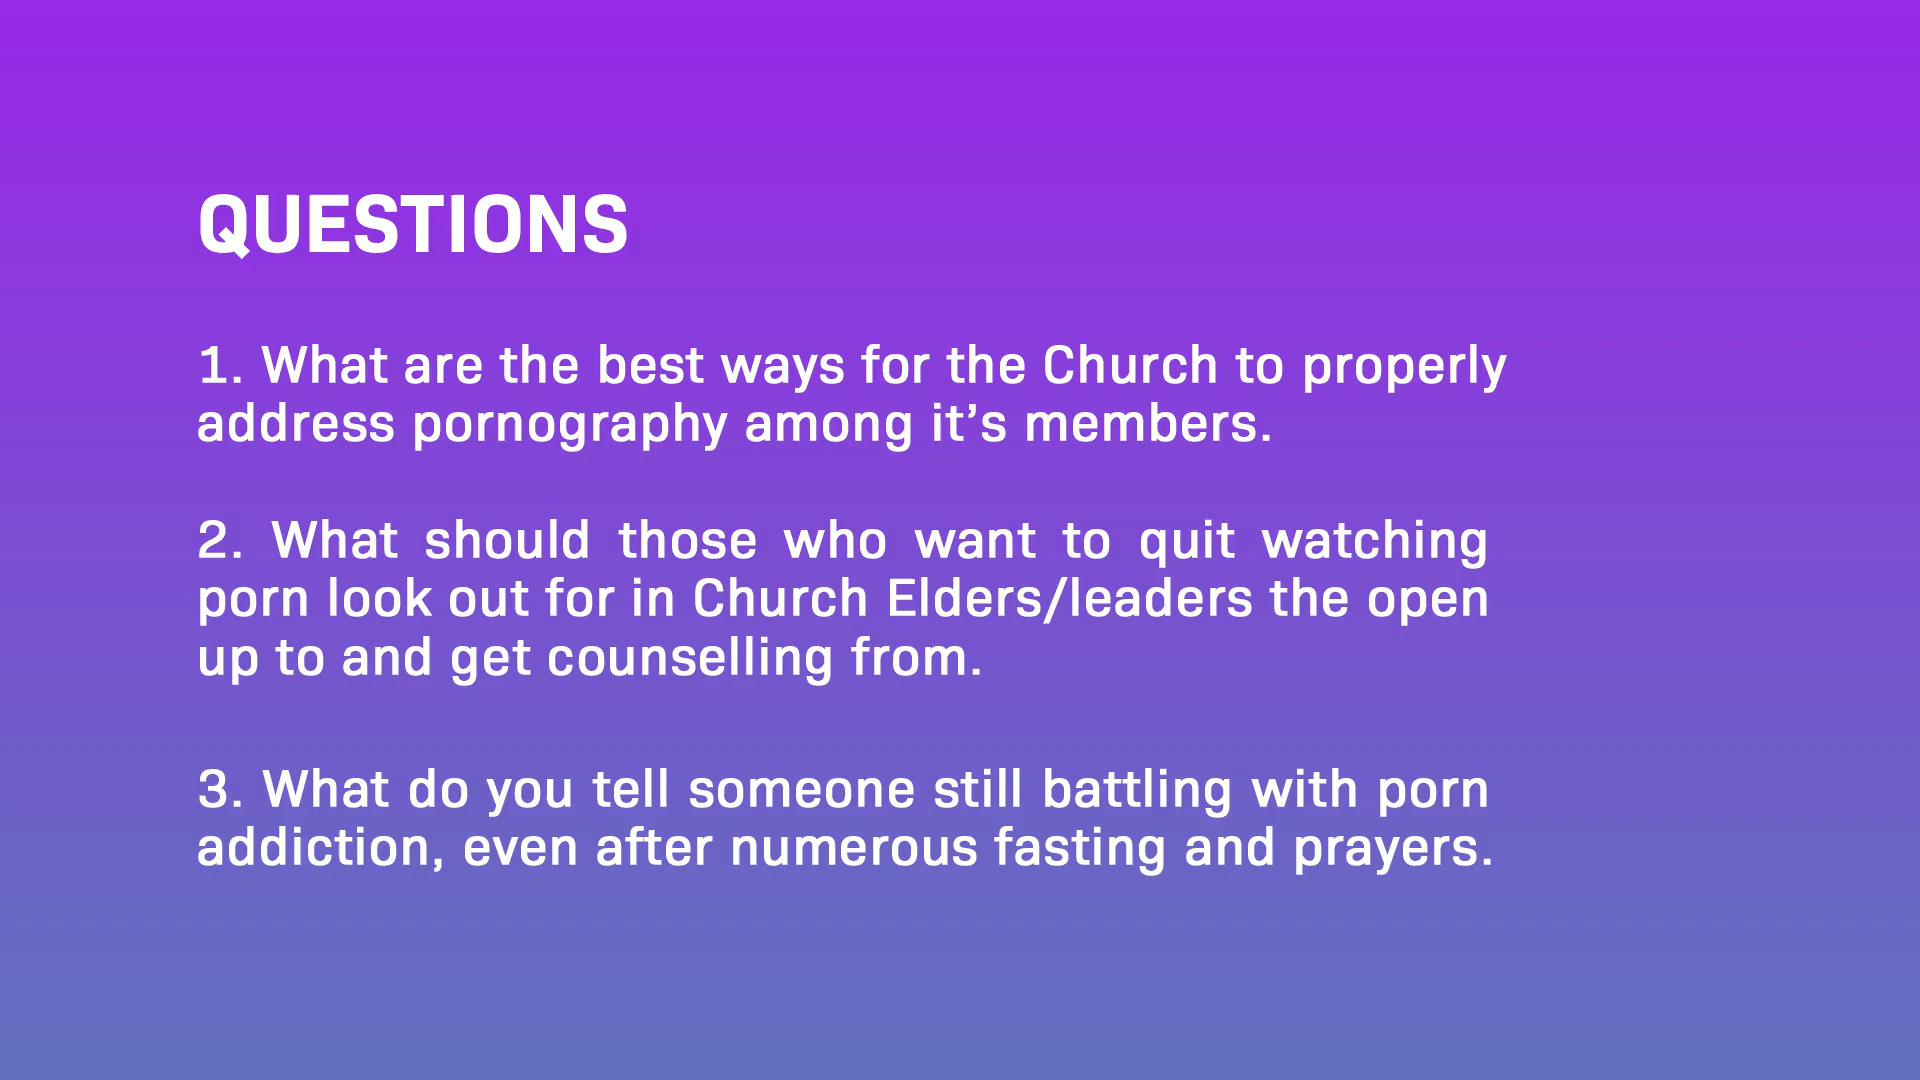 QUESTIONS
1. What are the best ways for the Church to properly
address pornography among it’s members.
2. What should those who want to quit watching
porn look out for in Church Elders/leaders the open
up to and get counselling from.
3. What do you tell someone still battling with porn
addiction, even after numerous fasting and prayers.